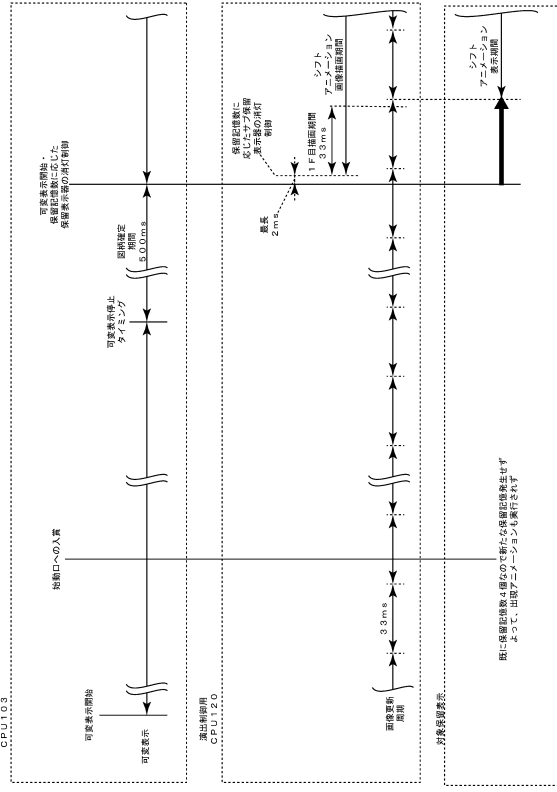 CPU103
可変表示開始
可変表示
始動口への入賞
可変表示停止
タイミング
図柄確定
期間
500ms
可変表示開始・
保留記憶数に応じた
保留表示器の消灯制御
演出制御用
CPU120
画像更新
周期
33ms
最長
2ms
保留記憶数に
応じたサブ保留
表示器の消灯
制御
1F目描画期間
33ms
シフト
アニメーション
画像描画期間
対象保留表示
既に保留記憶数4個なので新たな保留記憶発生せず
よって、出現アニメーションも実行されず
シフト
アニメーション
表示期間